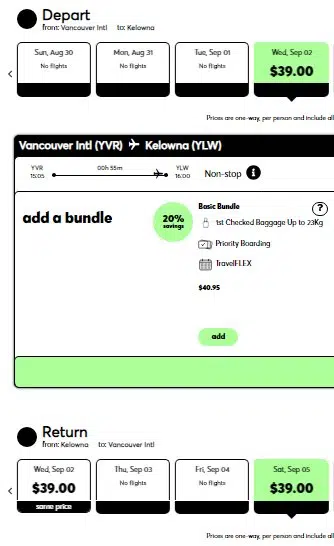 Depart
from: Vancouver Intl to: Kelowna
Sun, Aug 30
No flights
Mon, Aug 31
No flights
Tue, Sep 01
No flights
Wed, Sep 02
$39.00
Prices are one-way, per person and include all
Vancouver Intl (YVR) Kelowna (YLW)
YVR
15:05
00h 55m
YLW
16:00
Non-stop
add a bundle
20%
savings
Basic Bundle
?
1st Checked Baggage Up to 23Kg
Priority Boarding
TravelFLEX
$40.95
add
Return
from: Kelowna to: Vancouver Intl
Wed, Sep 02
$39.00
same price
Thu, Sep 03
No flights
Fri, Sep 04
No flights
Sat, Sep 05
$39.00
Prices are one-way, per person and include all